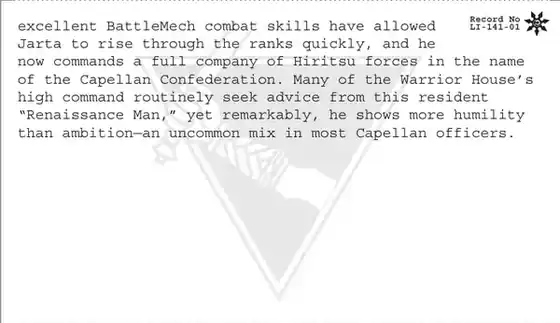 excellent BattleMech combat skills have allowed
Jarta to rise through the ranks quickly, and he
now commands a full company of Hiritsu forces in the name
of the Capellan Confederation. Many of the Warrior House's
high command routinely seek advice from this resident
“Renaissance Man,” yet remarkably, he shows more humility
than ambition—an uncommon mix in most Capellan officers.
Record No
LI-141-01